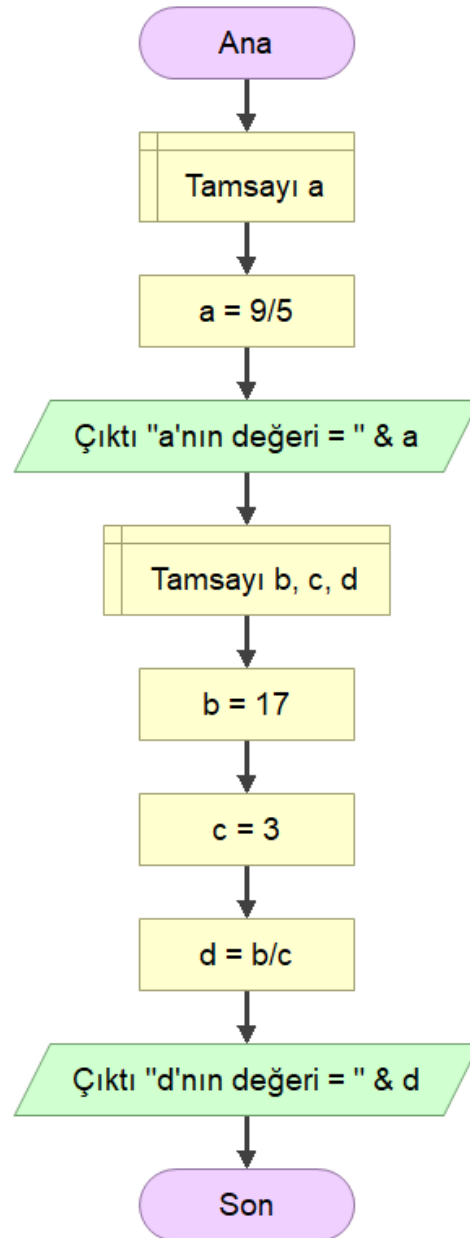 Ana
Tamsayı a
a = 9/5
Çıktı "a'nın değeri = " & a
Tamsayı b, c, d
b = 17
c = 3
d = b/c
Çıktı "d'nın değeri = " & d
Son